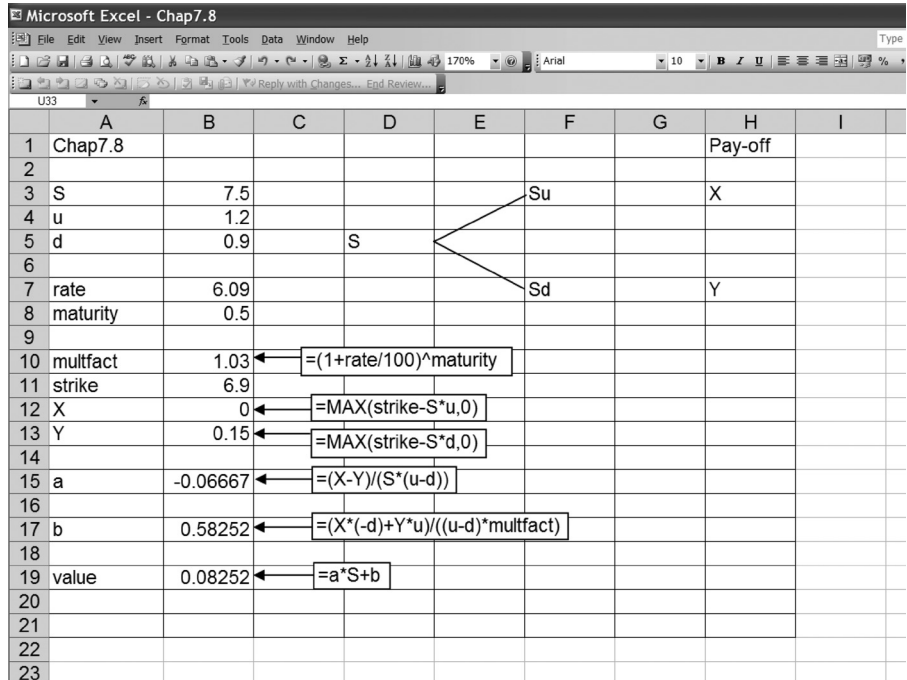 Microsoft Excel - Chap7.8
File Edit View Insert Format Tools Data Window Help Type
170% Arial 10 B I U %
Reply with Changes... End Review...
U33 fx
A B C D E F G H I
1 Chap7.8 Pay-off
2
3 S 7.5 Su X
4 u 1.2
5 d 0.9 S
6
7 rate 6.09 Sd Y
8 maturity 0.5
9
10 multfact 1.03 =(1+rate/100)^maturity
11 strike 6.9
12 X 0 =MAX(strike-S*u,0)
13 Y 0.15 =MAX(strike-S*d,0)
14
15 a -0.06667 =(X-Y)/(S*(u-d))
16
17 b 0.58252 =(X*(-d)+Y*u)/((u-d)*multfact)
18
19 value 0.08252 =a*S+b
20
21
22
23